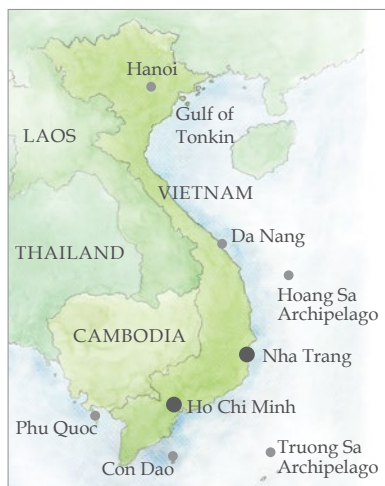 Hanoi
Gulf of
Tonkin
LAOS
VIETNAM
Da Nang
THAILAND
Hoang Sa
Archipelago
CAMBODIA
Nha Trang
Ho Chi Minh
Phu Quoc
Truong Sa
Archipelago
Con Dao